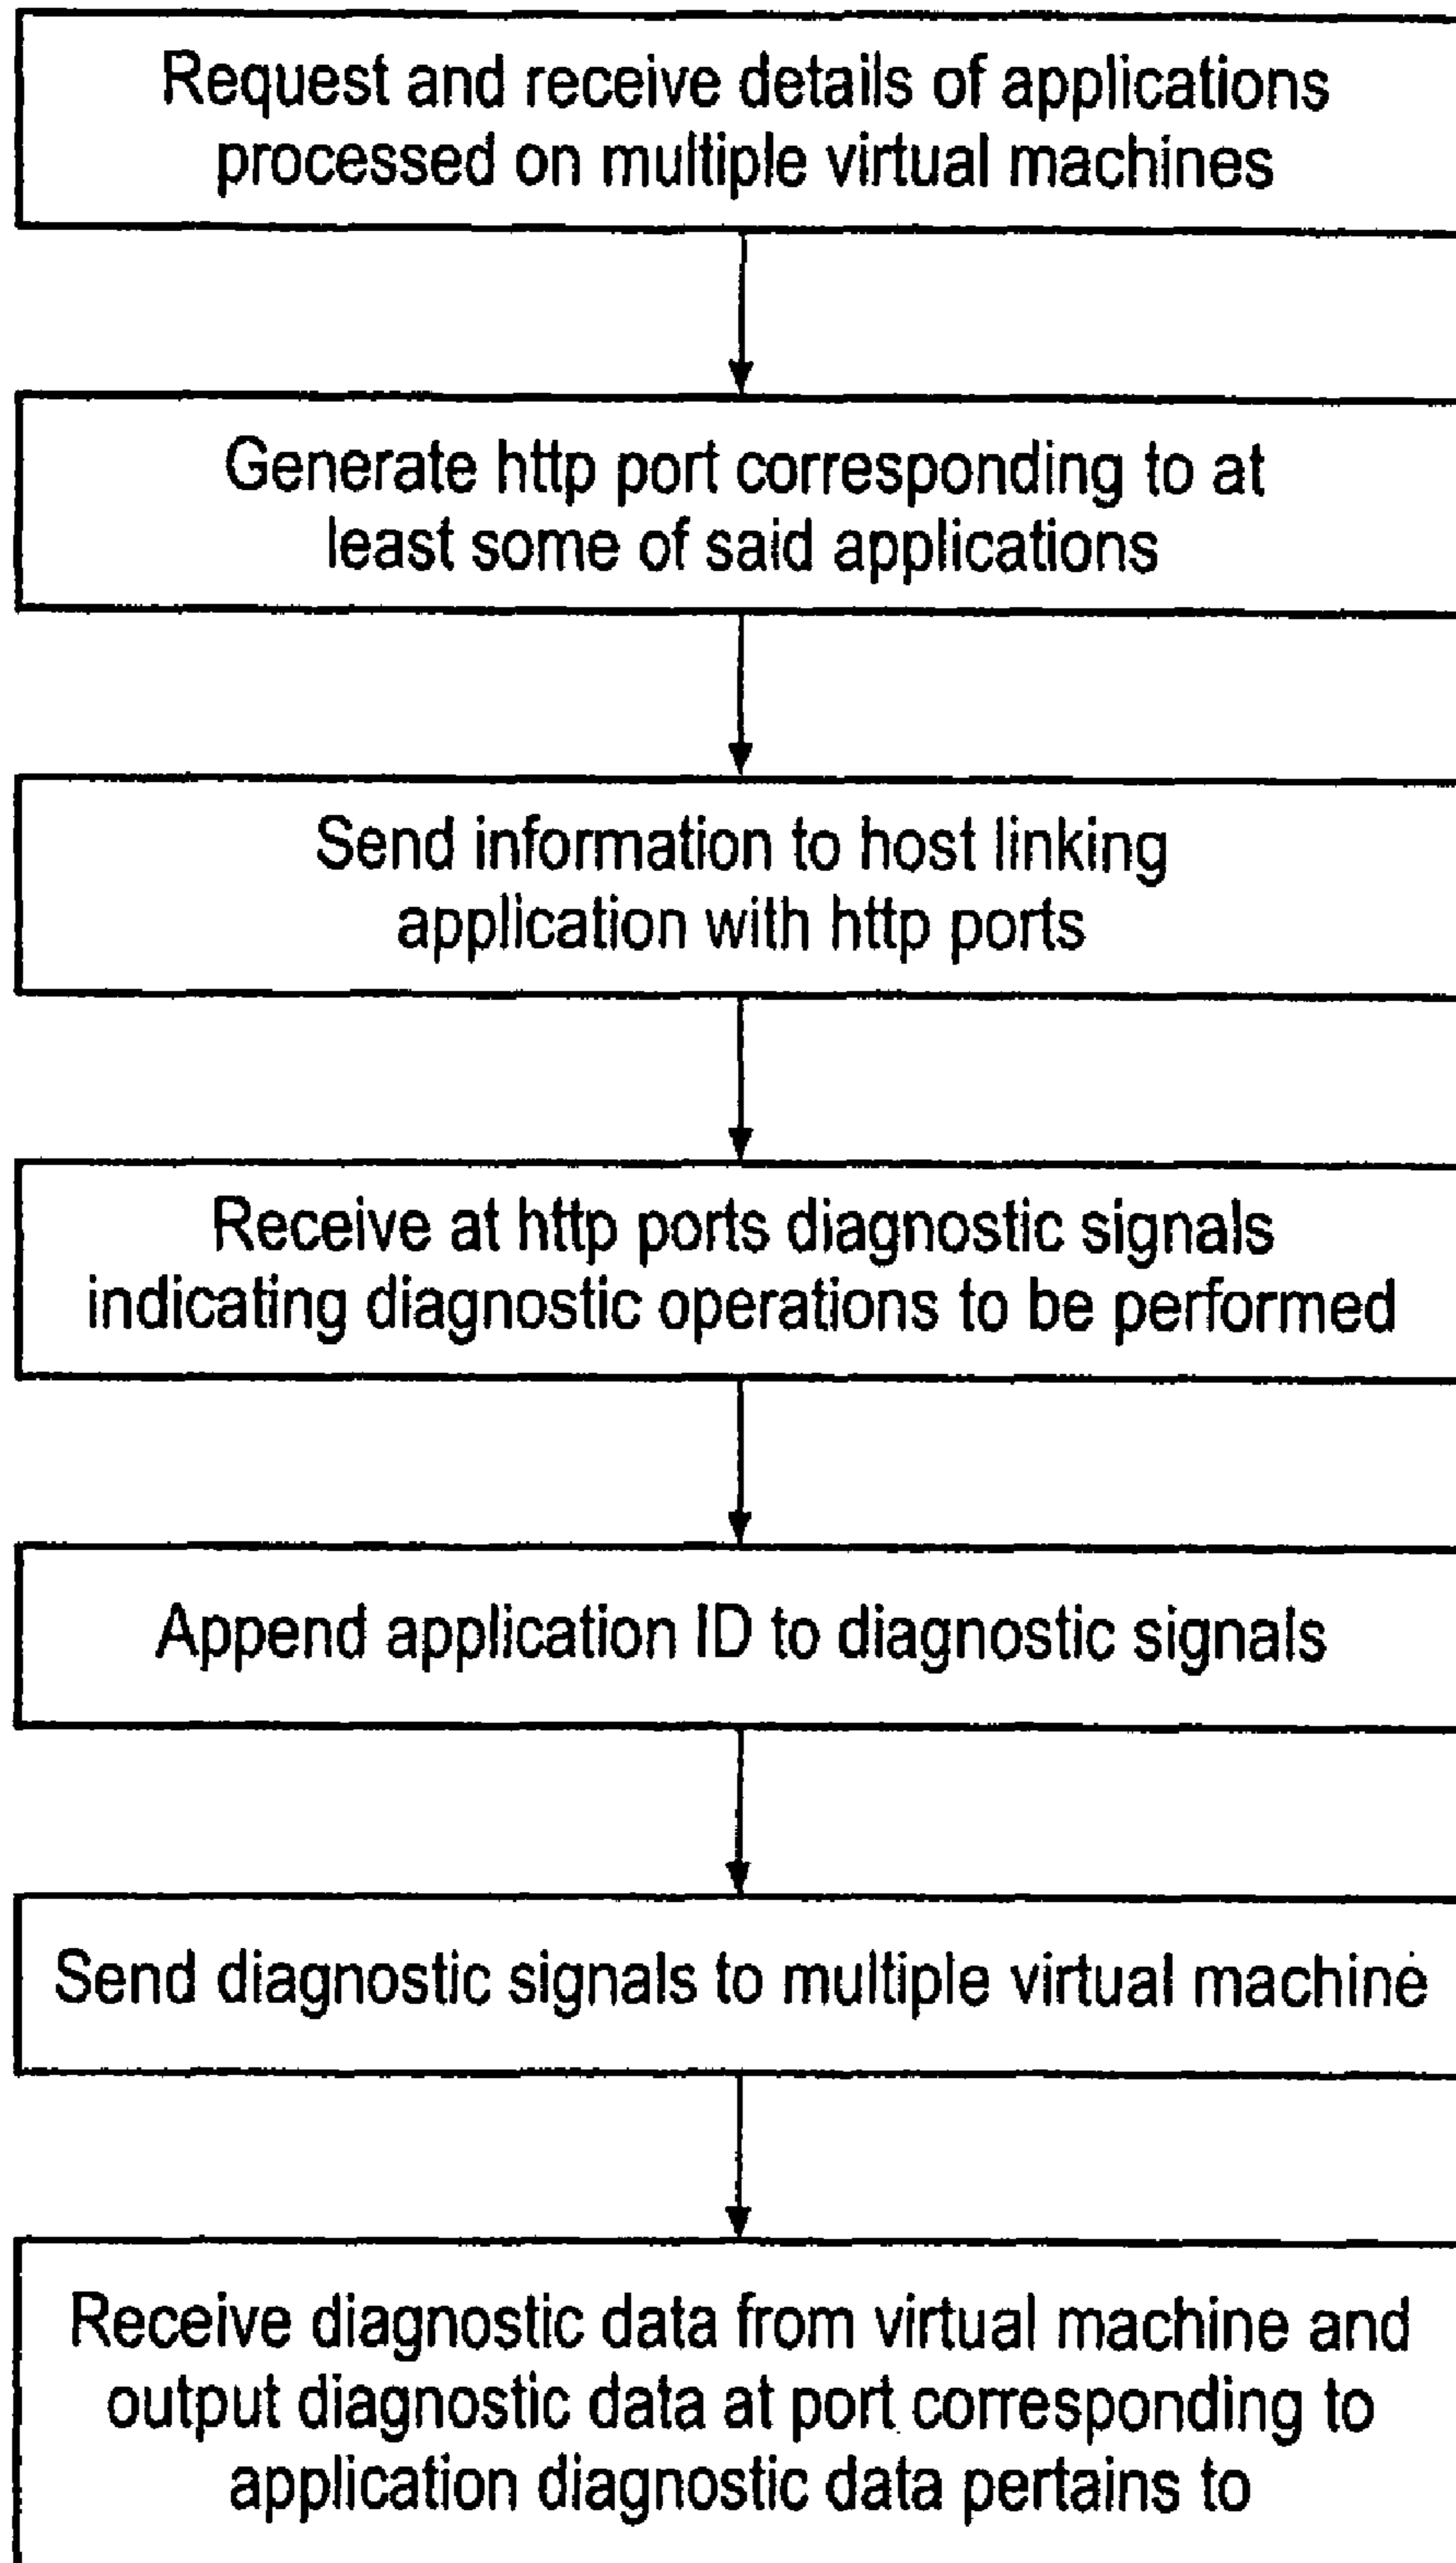 Request and receive details of applications
processed on multiple virtual machines
Generate http port corresponding to at
least some of said applications
Send information to host linking
application with http ports
Receive at http ports diagnostic signals
indicating diagnostic operations to be performed
Append application ID to diagnostic signals
Send diagnostic signals to multiple virtual machine
Receive diagnostic data from virtual machine and
output diagnostic data at port corresponding to
application diagnostic data pertains to